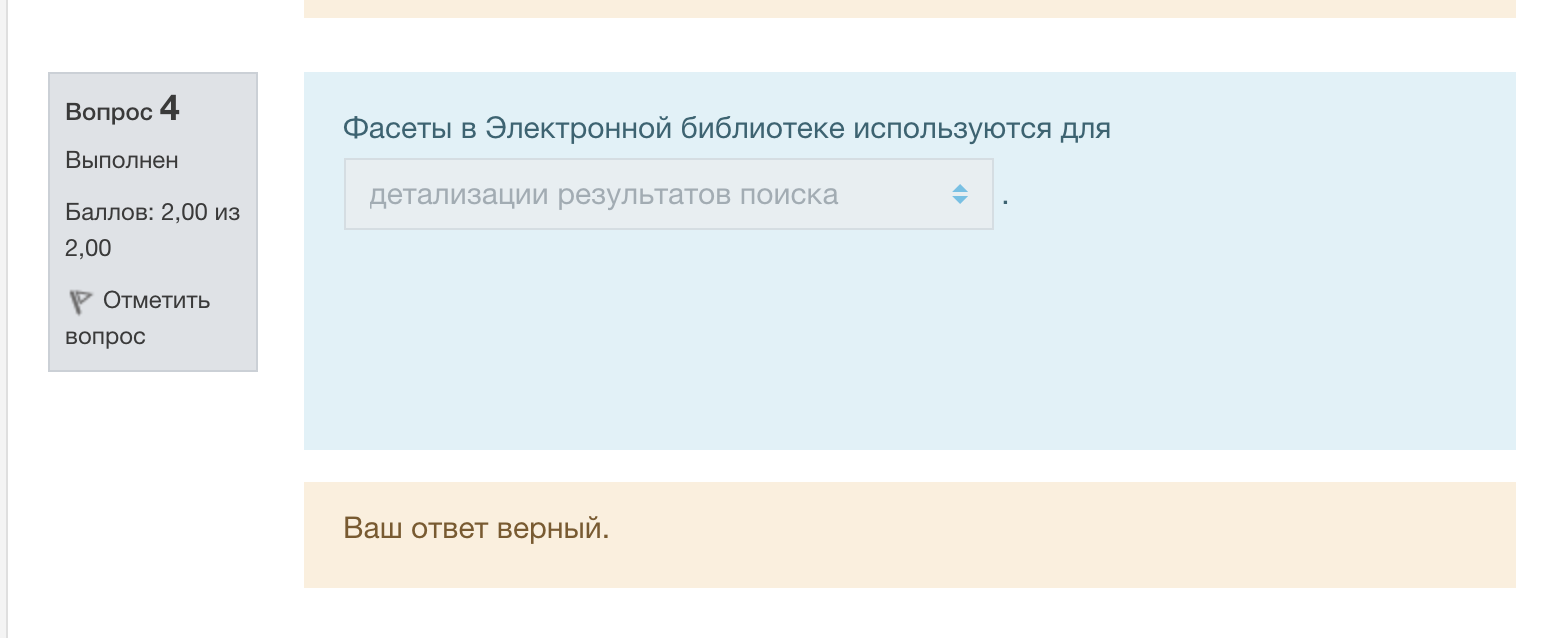 Вопрос 4
Выполнен
Баллов: 2,00 из
2,00
Отметить
вопрос
Фасеты в Электронной библиотеке используются для
детализации результатов поиска .
Ваш ответ верный.